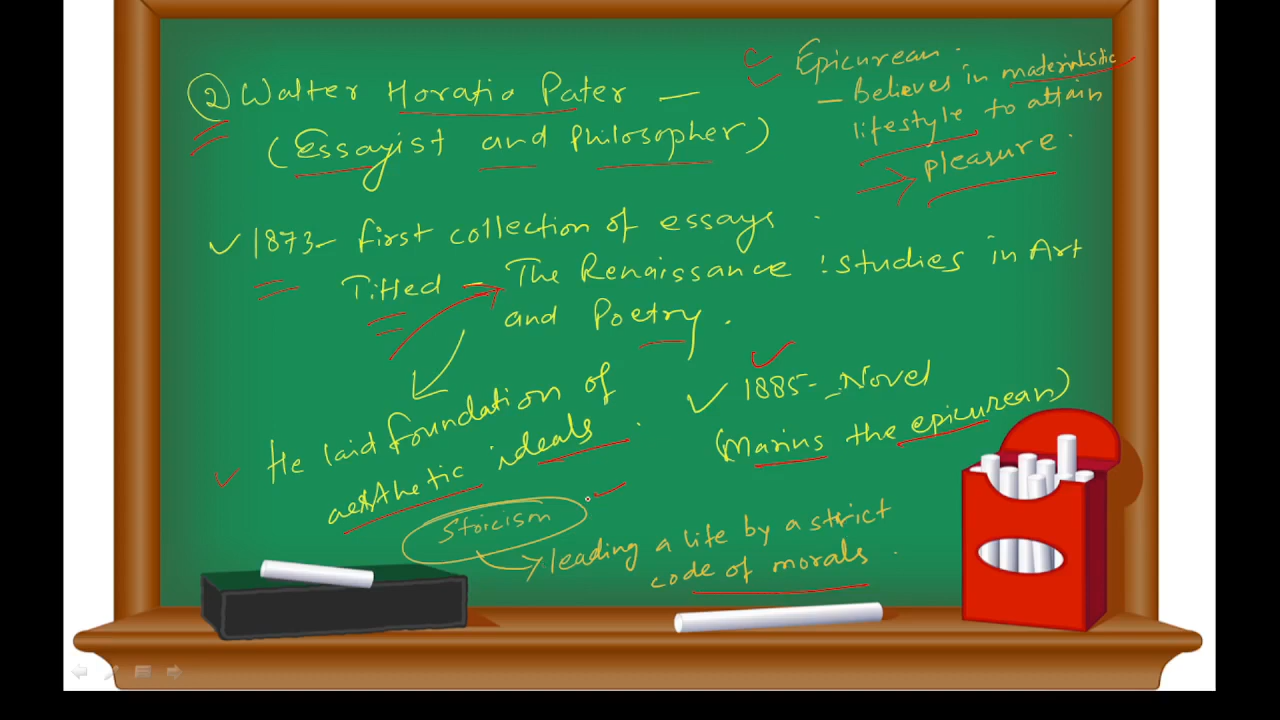 ② Walter Horatio Pater —
(Essayist and philosopher)
Epicurean.
— Believes in materialistic
lifestyle to attain
→ pleasure.
✓ 1873 - first collection of essays.
Titled - The Renaissance : studies in Art
and Poetry.
He laid foundation of
aesthetic ideals.
✓ 1885 - Novel
(Marius the epicurean)
Stoicism
→ leading a life by a strict
code of morals.